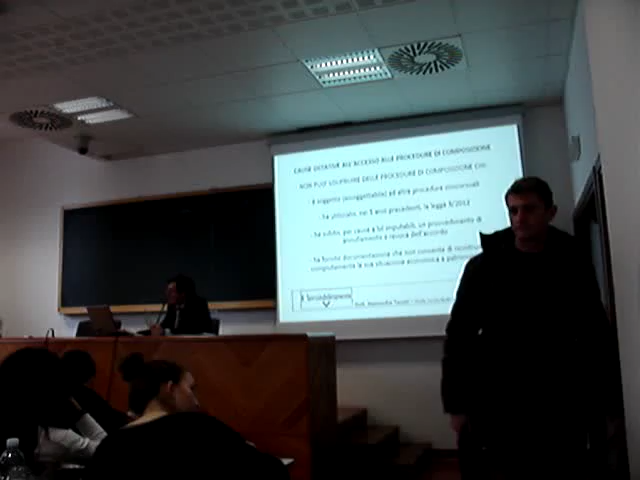 CAUSE OSTATIVE ALL'ACCESSO ALLE PROCEDURE DI COMPOSIZIONE
NON PUO' USUFRUIRE DELLE PROCEDURE DI COMPOSIZIONE CHI:
- è soggetto (assoggettabile) ad altre procedure concorsuali
- ha utilizzato, nei 5 anni precedenti, la legge 3/2012
- ha subito, per cause a lui imputabili, un provvedimento di
annullamento o revoca dell'accordo
- ha fornito documentazione che non consente di ricostruire
compiutamente la sua situazione economica e patrimoniale
Dott.